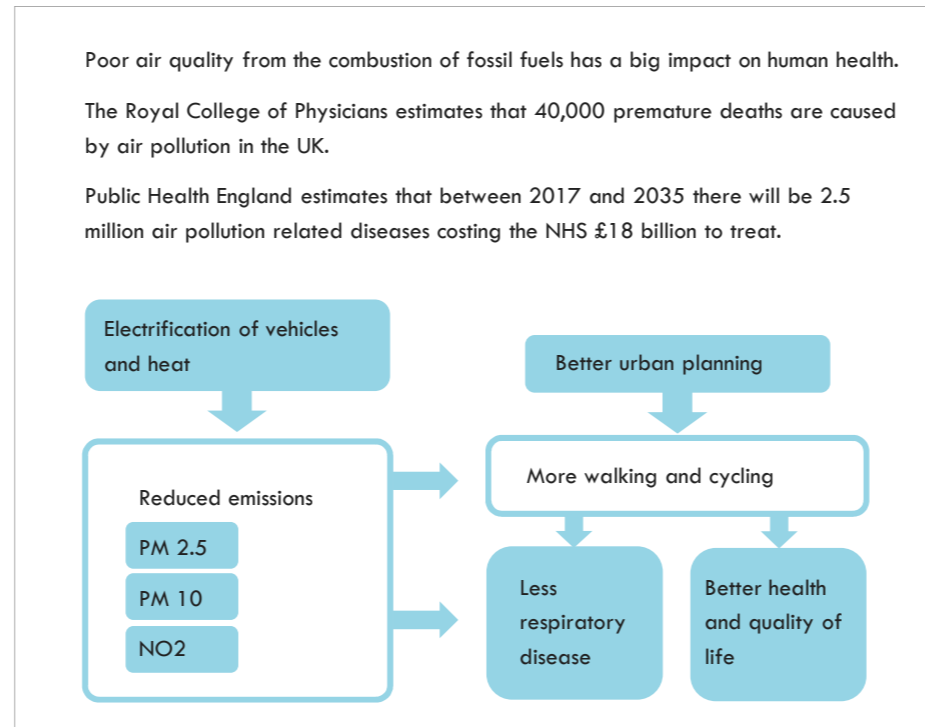 Poor air quality from the combustion of fossil fuels has a big impact on human health.
The Royal College of Physicians estimates that 40,000 premature deaths are caused
by air pollution in the UK.
Public Health England estimates that between 2017 and 2035 there will be 2.5
million air pollution related diseases costing the NHS £18 billion to treat.
Electrification of vehicles
and heat
Better urban planning
Reduced emissions
PM 2.5
PM 10
NO2
More walking and cycling
Less
respiratory
disease
Better health
and quality of
life